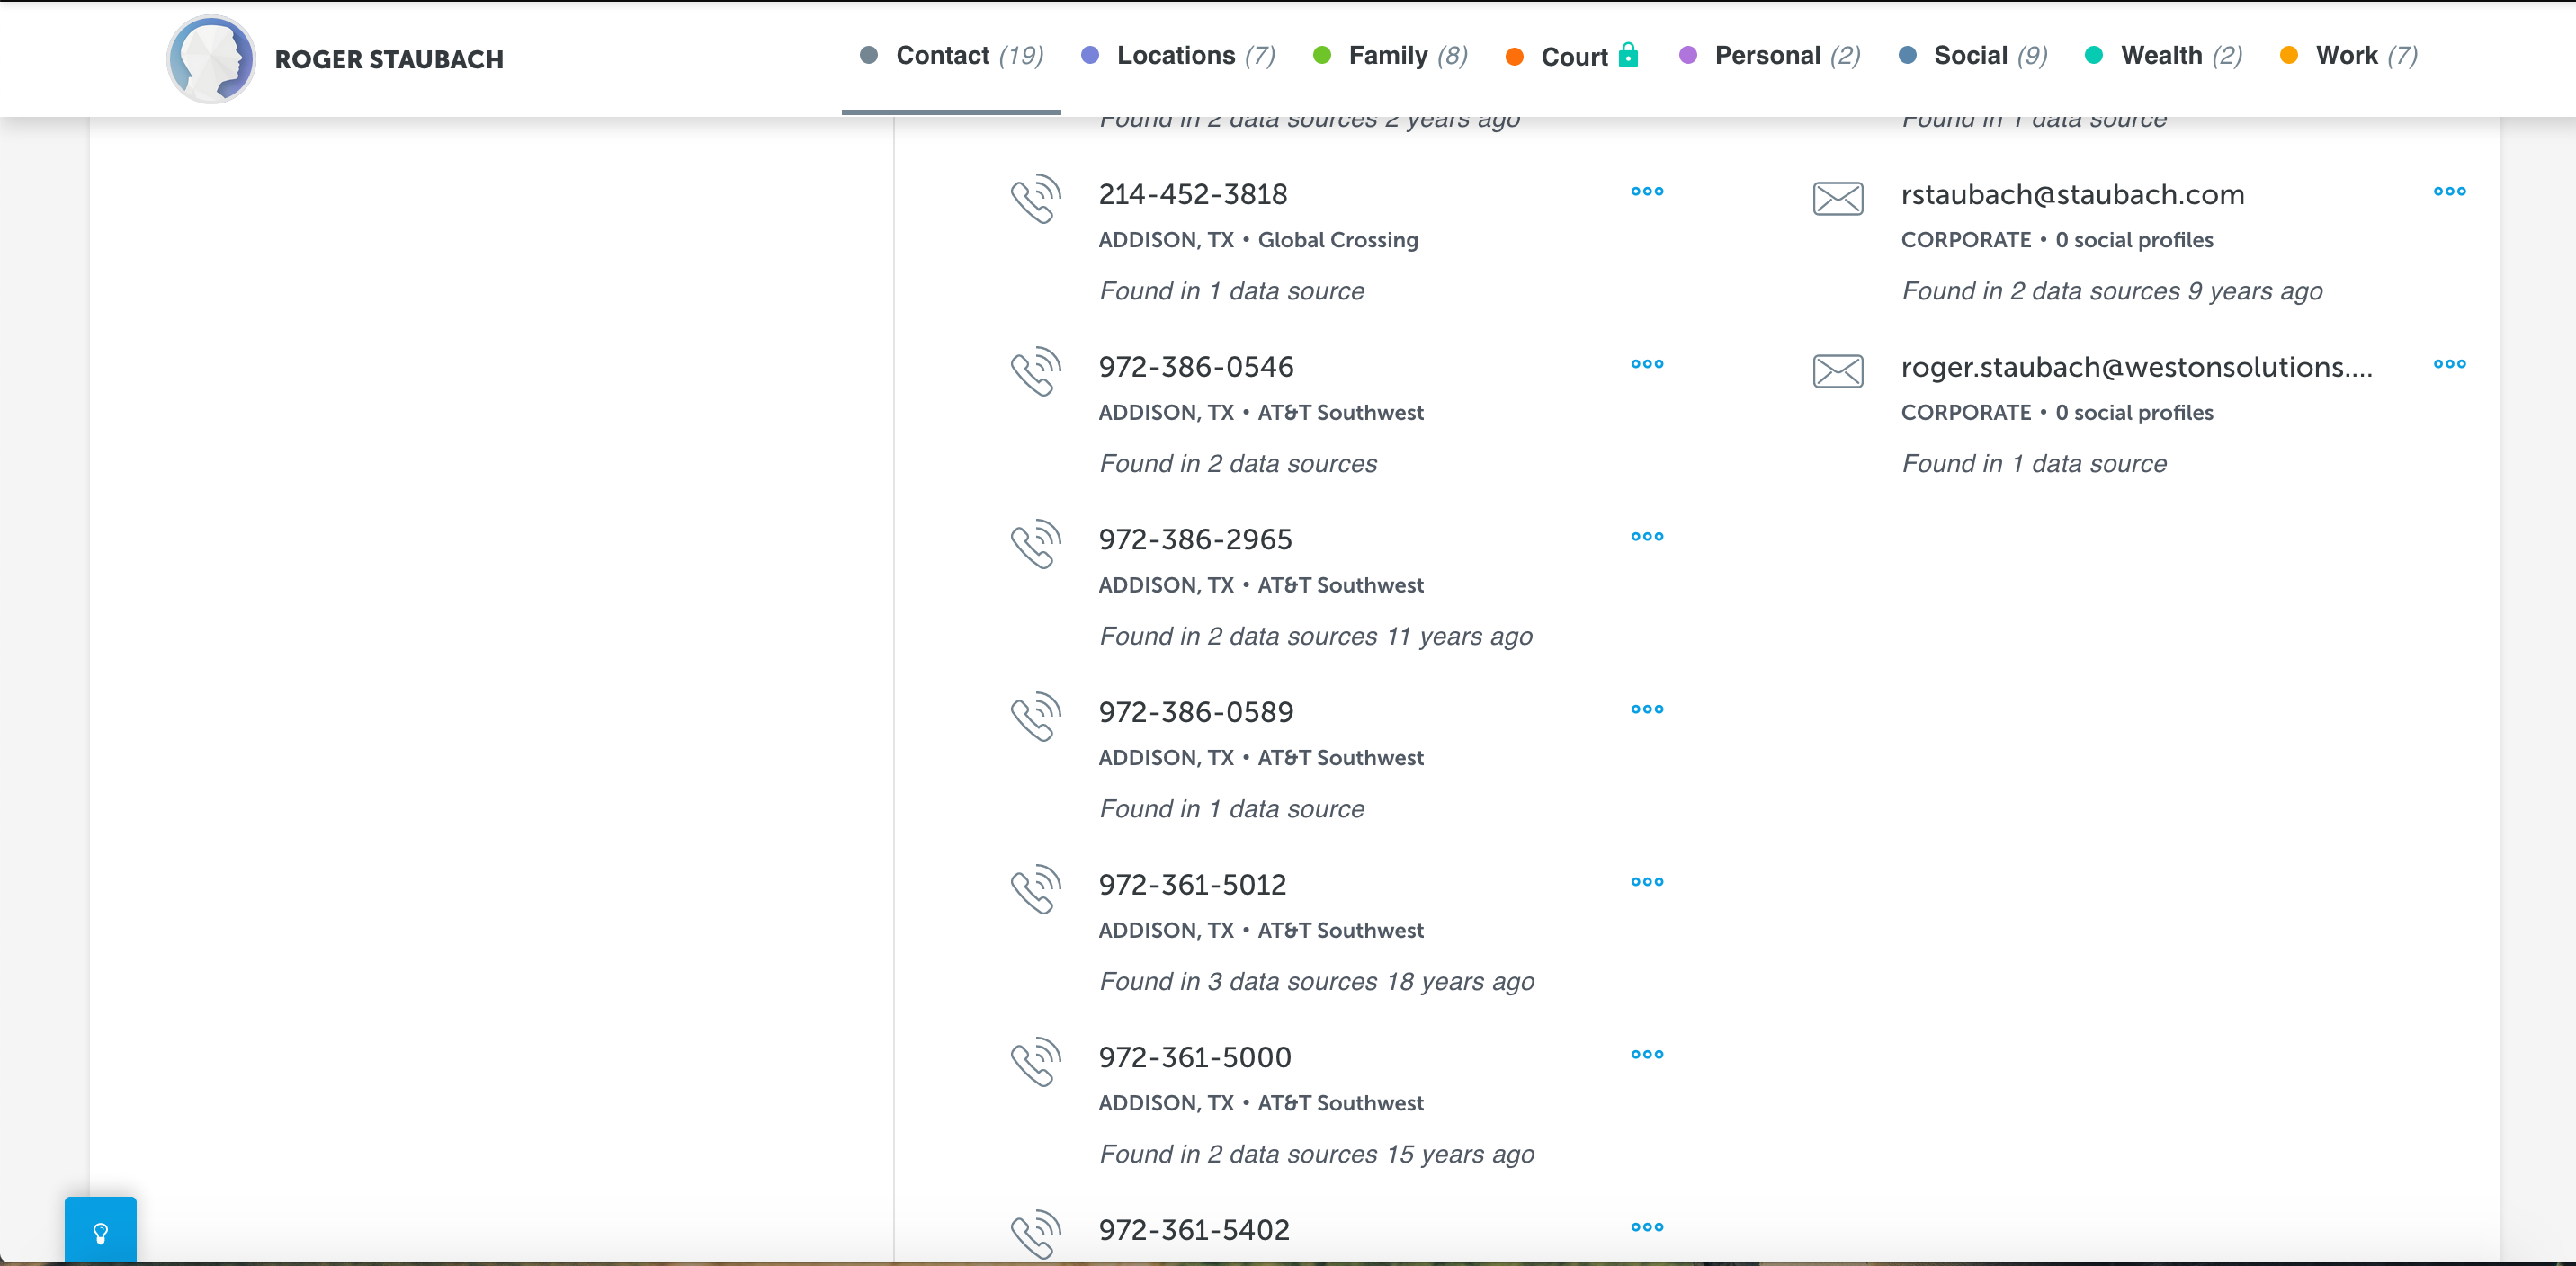 ROGER STAUBACH
Contact (19) Locations (7) Family (8) Court Personal (2) Social (9) Wealth (2) Work (7)
Found in 2 data sources 2 years ago
Found in 1 data source
214-452-3818
ADDISON, TX • Global Crossing
Found in 1 data source
rstaubach@staubach.com
CORPORATE • 0 social profiles
Found in 2 data sources 9 years ago
972-386-0546
ADDISON, TX • AT&T Southwest
Found in 2 data sources
roger.staubach@westonsolutions....
CORPORATE • 0 social profiles
Found in 1 data source
972-386-2965
ADDISON, TX • AT&T Southwest
Found in 2 data sources 11 years ago
972-386-0589
ADDISON, TX • AT&T Southwest
Found in 1 data source
972-361-5012
ADDISON, TX • AT&T Southwest
Found in 3 data sources 18 years ago
972-361-5000
ADDISON, TX • AT&T Southwest
Found in 2 data sources 15 years ago
972-361-5402